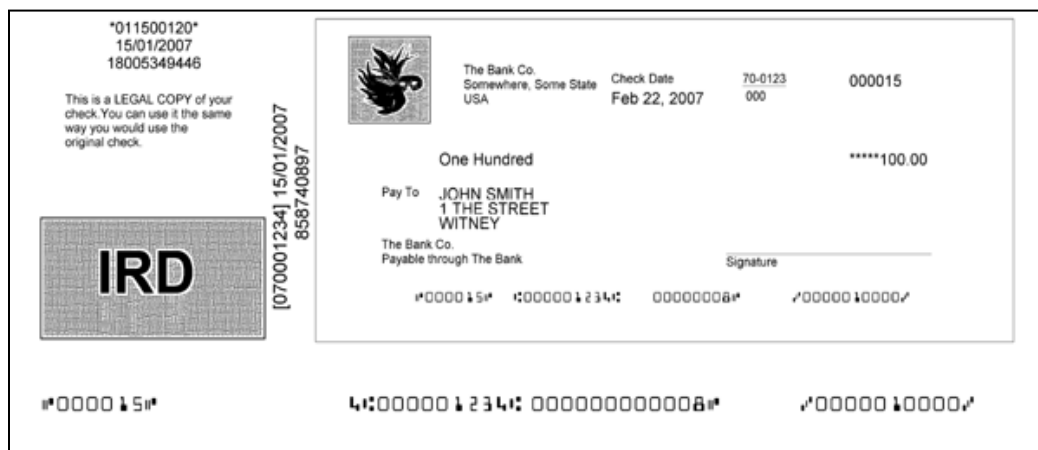 *011500120*
15/01/2007
18005349446
This is a LEGAL COPY of your
check.You can use it the same
way you would use the
original check.
[070001234] 15/01/2007
858740897
IRD
The Bank Co.
Somewhere, Some State
USA
Check Date
Feb 22, 2007
70-0123
000
000015
One Hundred
*****100.00
Pay To
JOHN SMITH
1 THE STREET
WITNEY
The Bank Co.
Payable through The Bank
Signature
⑈000015⑈ ⑆000001234⑆ 00000008⑈ ⑇0000010000⑇
⑈000015⑈ 4⑆000001234⑆ 000000000008⑈ ⑇0000010000⑇